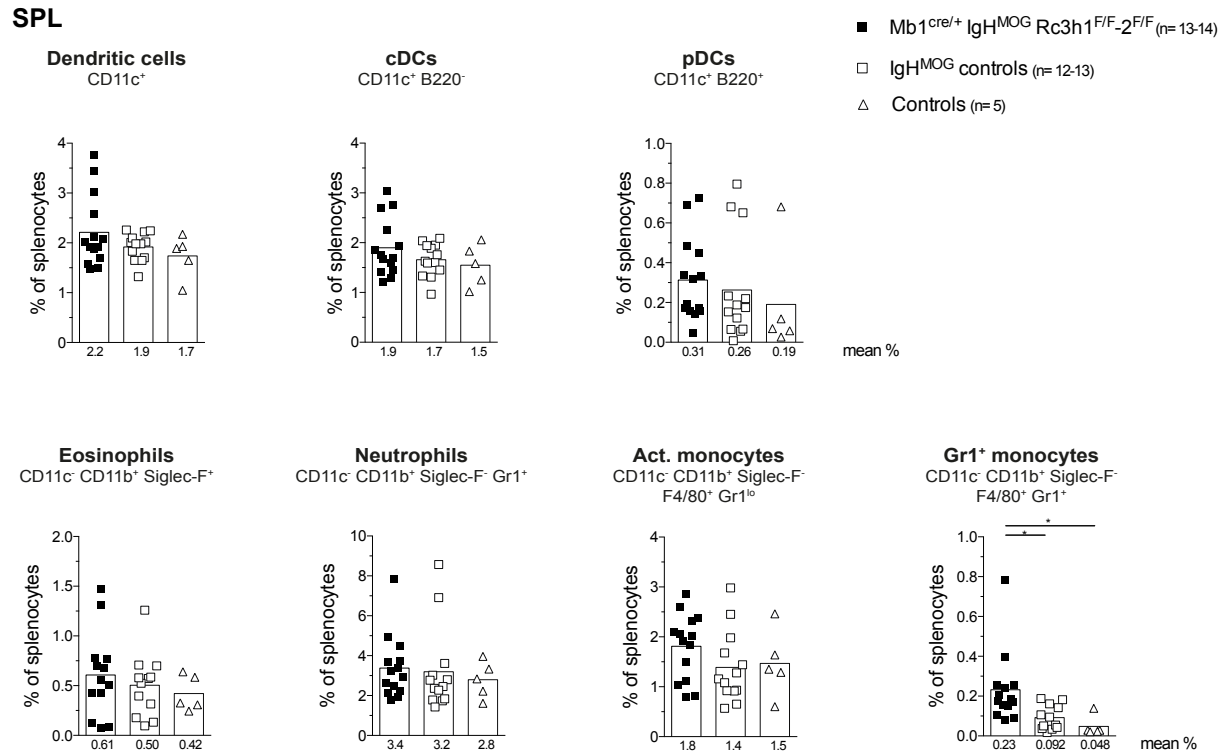 SPL
■ Mb1cre/+ IgHMOG Rc3h1F/F-2F/F (n= 13-14)
□ IgHMOG controls (n= 12-13)
△ Controls (n= 5)
Dendritic cells
CD11c+
% of splenocytes
4
3
2
1
0
2.2 1.9 1.7
cDCs
CD11c+ B220-
% of splenocytes
4
3
2
1
0
1.9 1.7 1.5
pDCs
CD11c+ B220+
% of splenocytes
1.0
0.8
0.6
0.4
0.2
0.0
0.31 0.26 0.19
mean %
Eosinophils
CD11c- CD11b+ Siglec-F+
% of splenocytes
2.0
1.5
1.0
0.5
0.0
0.61 0.50 0.42
Neutrophils
CD11c- CD11b+ Siglec-F- Gr1+
% of splenocytes
10
8
6
4
2
0
3.4 3.2 2.8
Act. monocytes
CD11c- CD11b+ Siglec-F-
F4/80+ Gr1lo
% of splenocytes
4
3
2
1
0
1.8 1.4 1.5
Gr1+ monocytes
CD11c- CD11b+ Siglec-F-
F4/80+ Gr1+
*
*
% of splenocytes
1.0
0.8
0.6
0.4
0.2
0.0
0.23 0.092 0.048
mean %